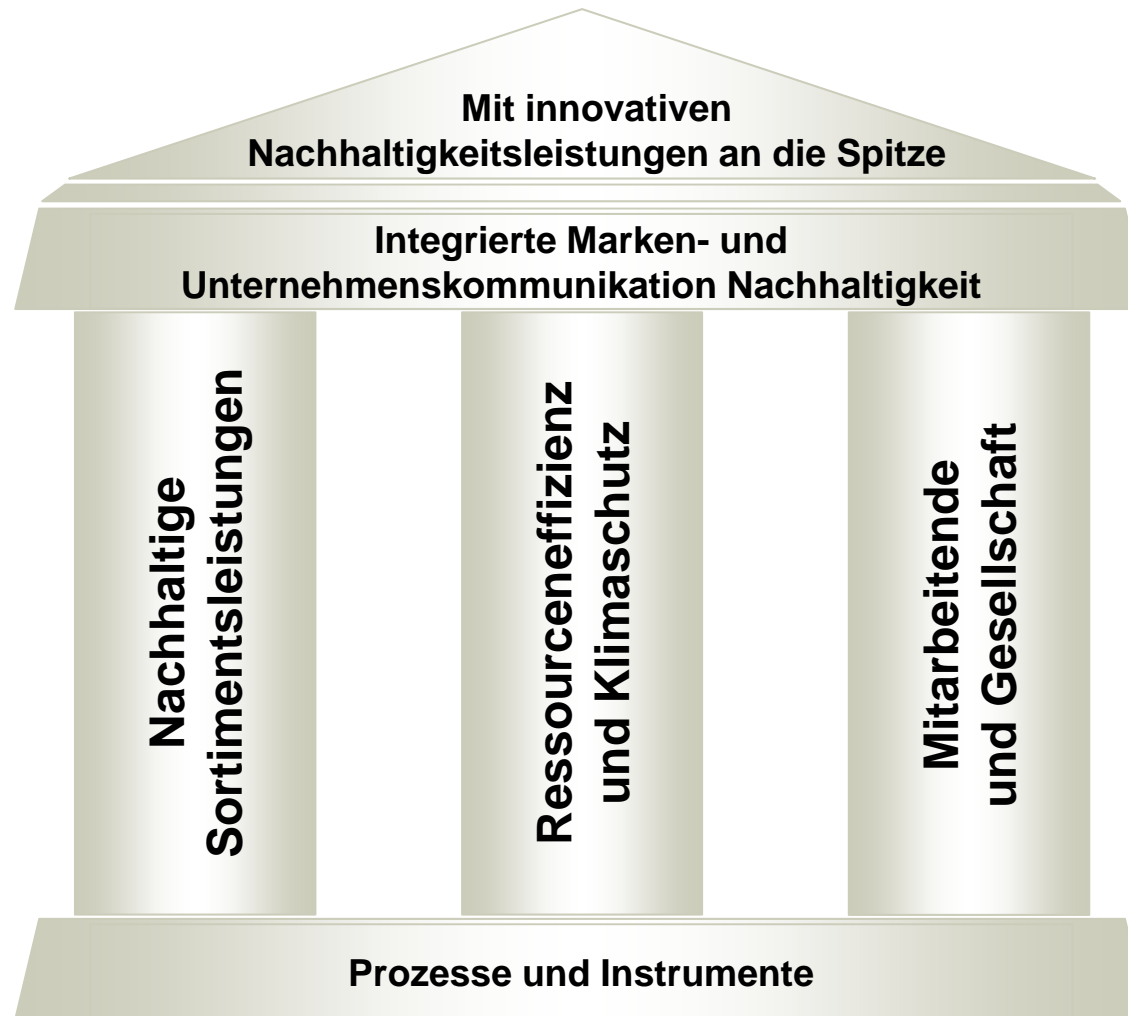 Mit innovativen
Nachhaltigkeitsleistungen an die Spitze
Integrierte Marken- und
Unternehmenskommunikation Nachhaltigkeit
Nachhaltige
Sortimentsleistungen
Ressourceneffizienz
und Klimaschutz
Mitarbeitende
und Gesellschaft
Prozesse und Instrumente